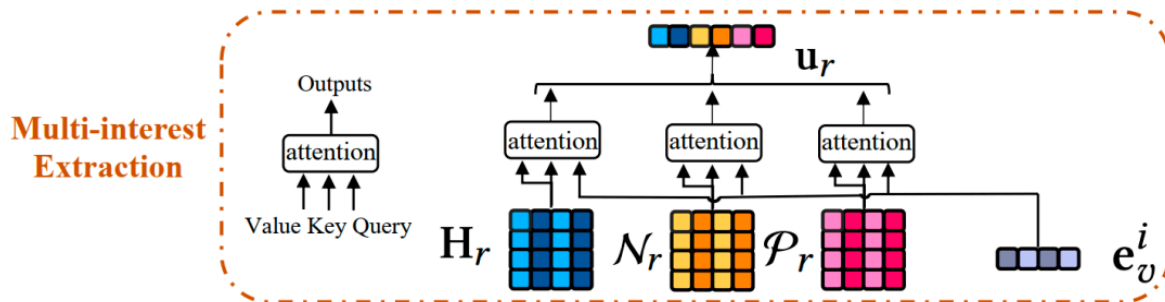 Multi-interest
Extraction
Outputs
attention
Value Key Query
u_r
attention
attention
attention
H_r
𝒩_r
𝒫_r
e_v^i